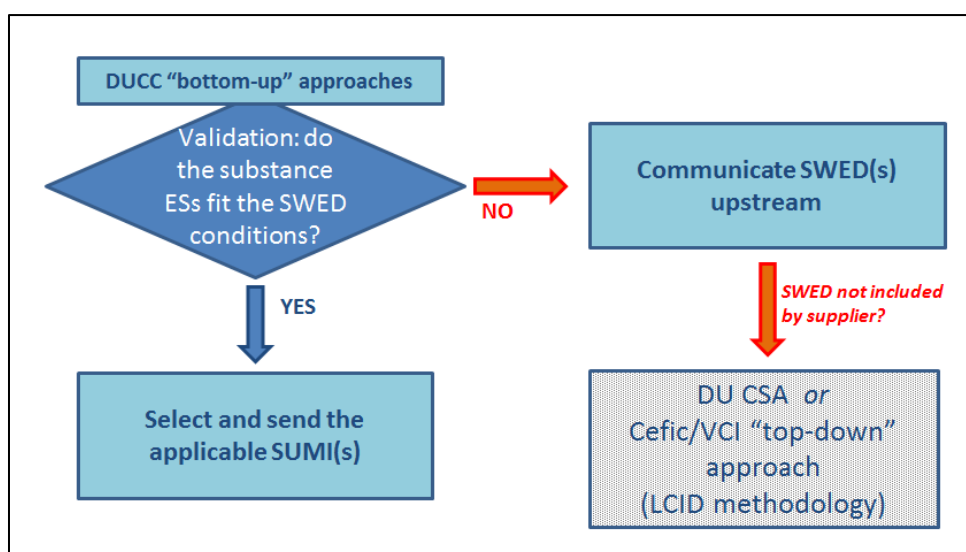 DUCC “bottom-up” approaches
Validation: do
the substance
ESs fit the SWED
conditions?
NO
Communicate SWED(s)
upstream
YES
SWED not included
by supplier?
Select and send the
applicable SUMI(s)
DU CSA or
Cefic/VCI “top-down”
approach
(LCID methodology)